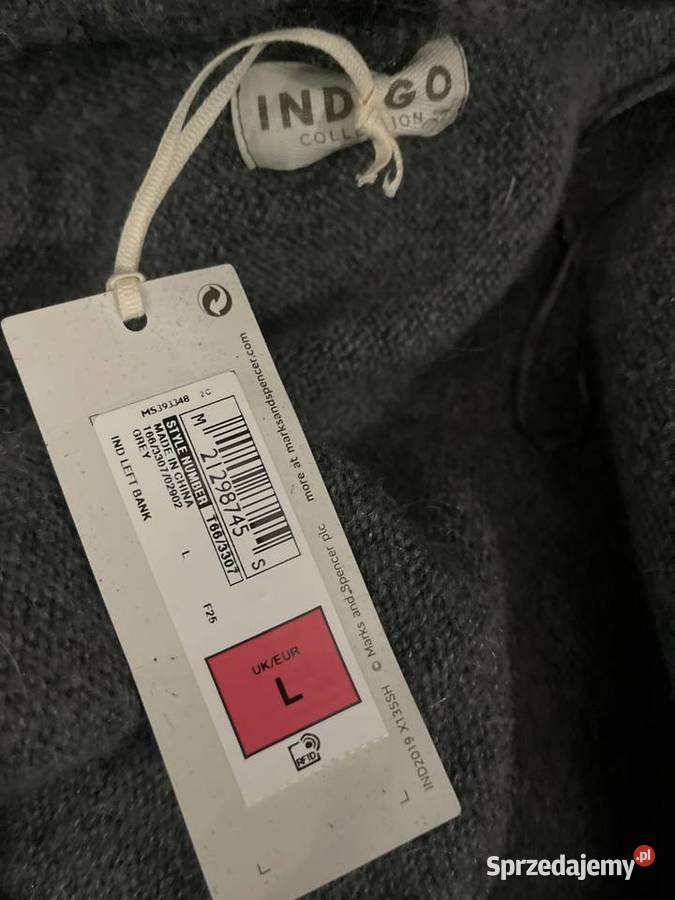 INDIGO
COLLECTION
more at marksandspencer.com
MS393348 2C
M 21298745 S
STYLE NUMBER T66/3307
MADE IN CHINA
T66/3307/02902
GREY
IND LEFT BANK
L
F25
UK/EUR
L
RFID
© Marks and Spencer plc
IND2019 X135SH
L
L
Sprzedajemy.pl